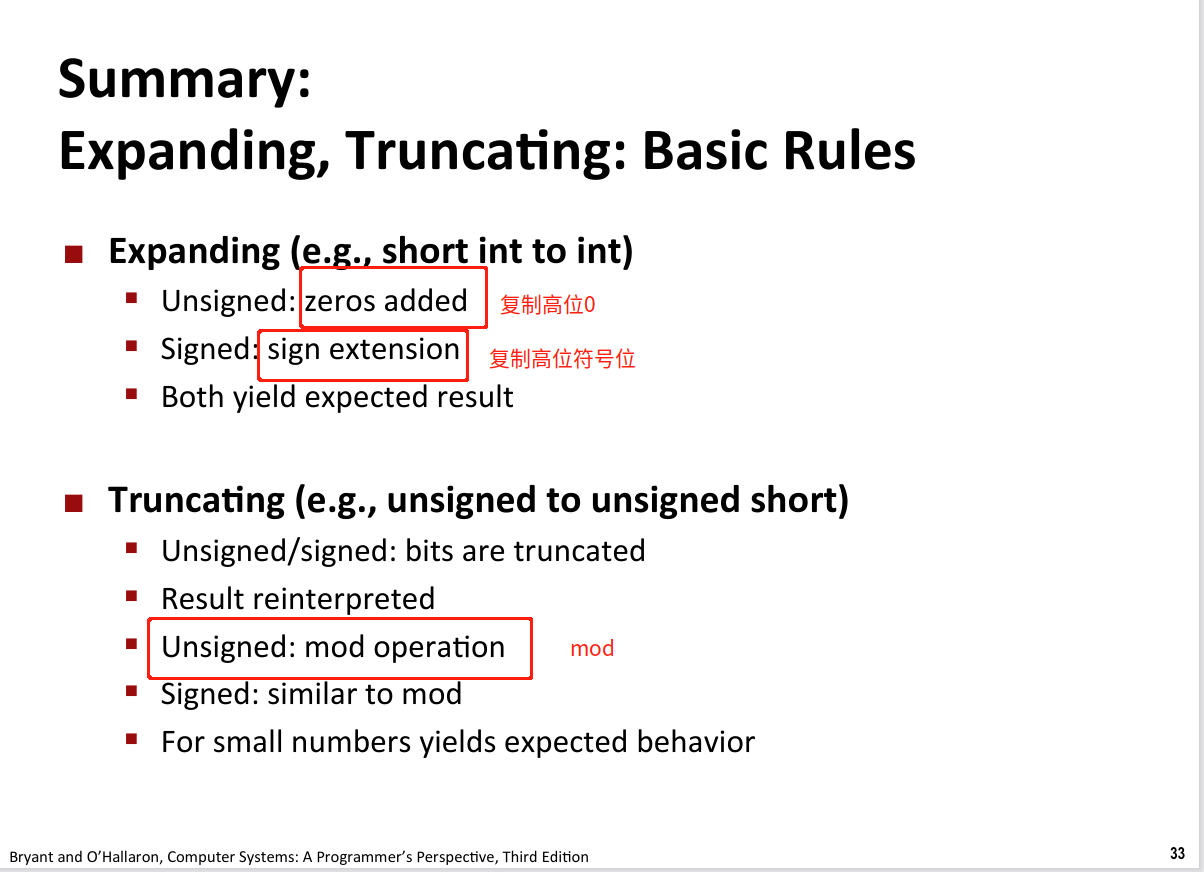 Summary:
Expanding, Truncating: Basic Rules
Expanding (e.g., short int to int)
Unsigned: zeros added 复制高位0
Signed: sign extension 复制高位符号位
Both yield expected result
Truncating (e.g., unsigned to unsigned short)
Unsigned/signed: bits are truncated
Result reinterpreted
Unsigned: mod operation mod
Signed: similar to mod
For small numbers yields expected behavior
Bryant and O’Hallaron, Computer Systems: A Programmer’s Perspective, Third Edition 33